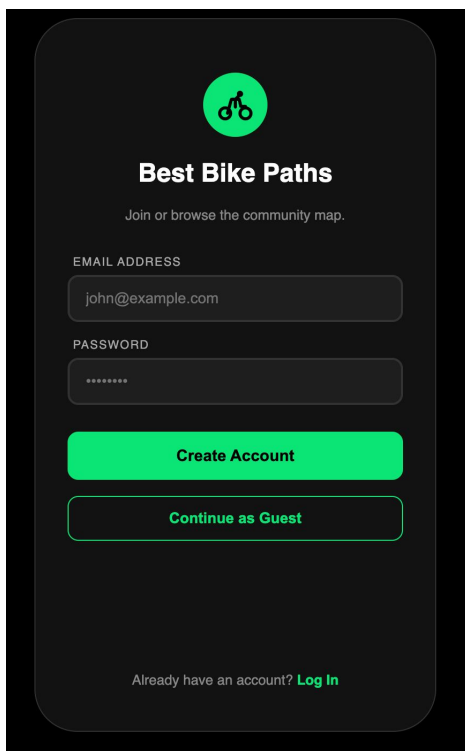 Best Bike Paths
Join or browse the community map.
EMAIL ADDRESS
john@example.com
PASSWORD
••••••••
Create Account
Continue as Guest
Already have an account? Log In